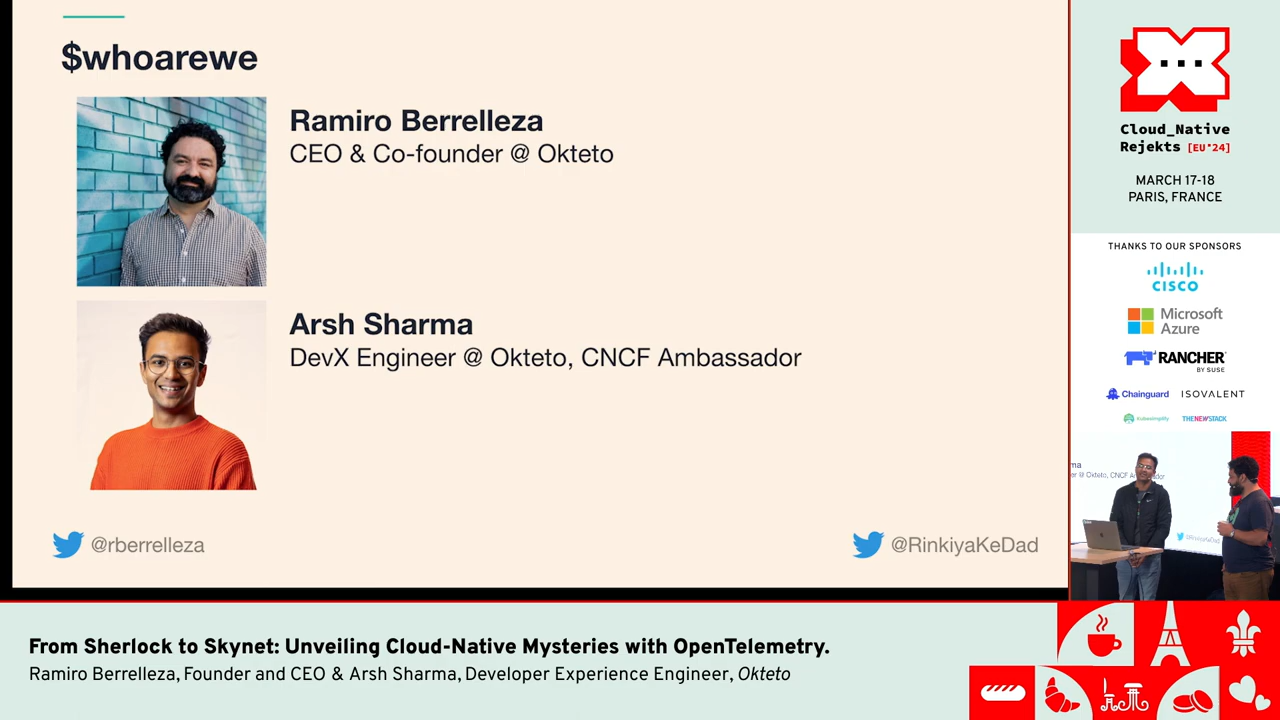 $whoarewe
Ramiro Berrelleza
CEO & Co-founder @ Okteto
Arsh Sharma
DevX Engineer @ Okteto, CNCF Ambassador
@rberrelleza
@RinkiyaKeDad
Cloud_Native
Rejekts [EU*24]
MARCH 17-18
PARIS, FRANCE
THANKS TO OUR SPONSORS
CISCO
Microsoft
Azure
RANCHER
BY SUSE
Chainguard ISOVALENT
Kubesimplify THENEWSTACK
From Sherlock to Skynet: Unveiling Cloud-Native Mysteries with OpenTelemetry.
Ramiro Berrelleza, Founder and CEO & Arsh Sharma, Developer Experience Engineer, Okteto